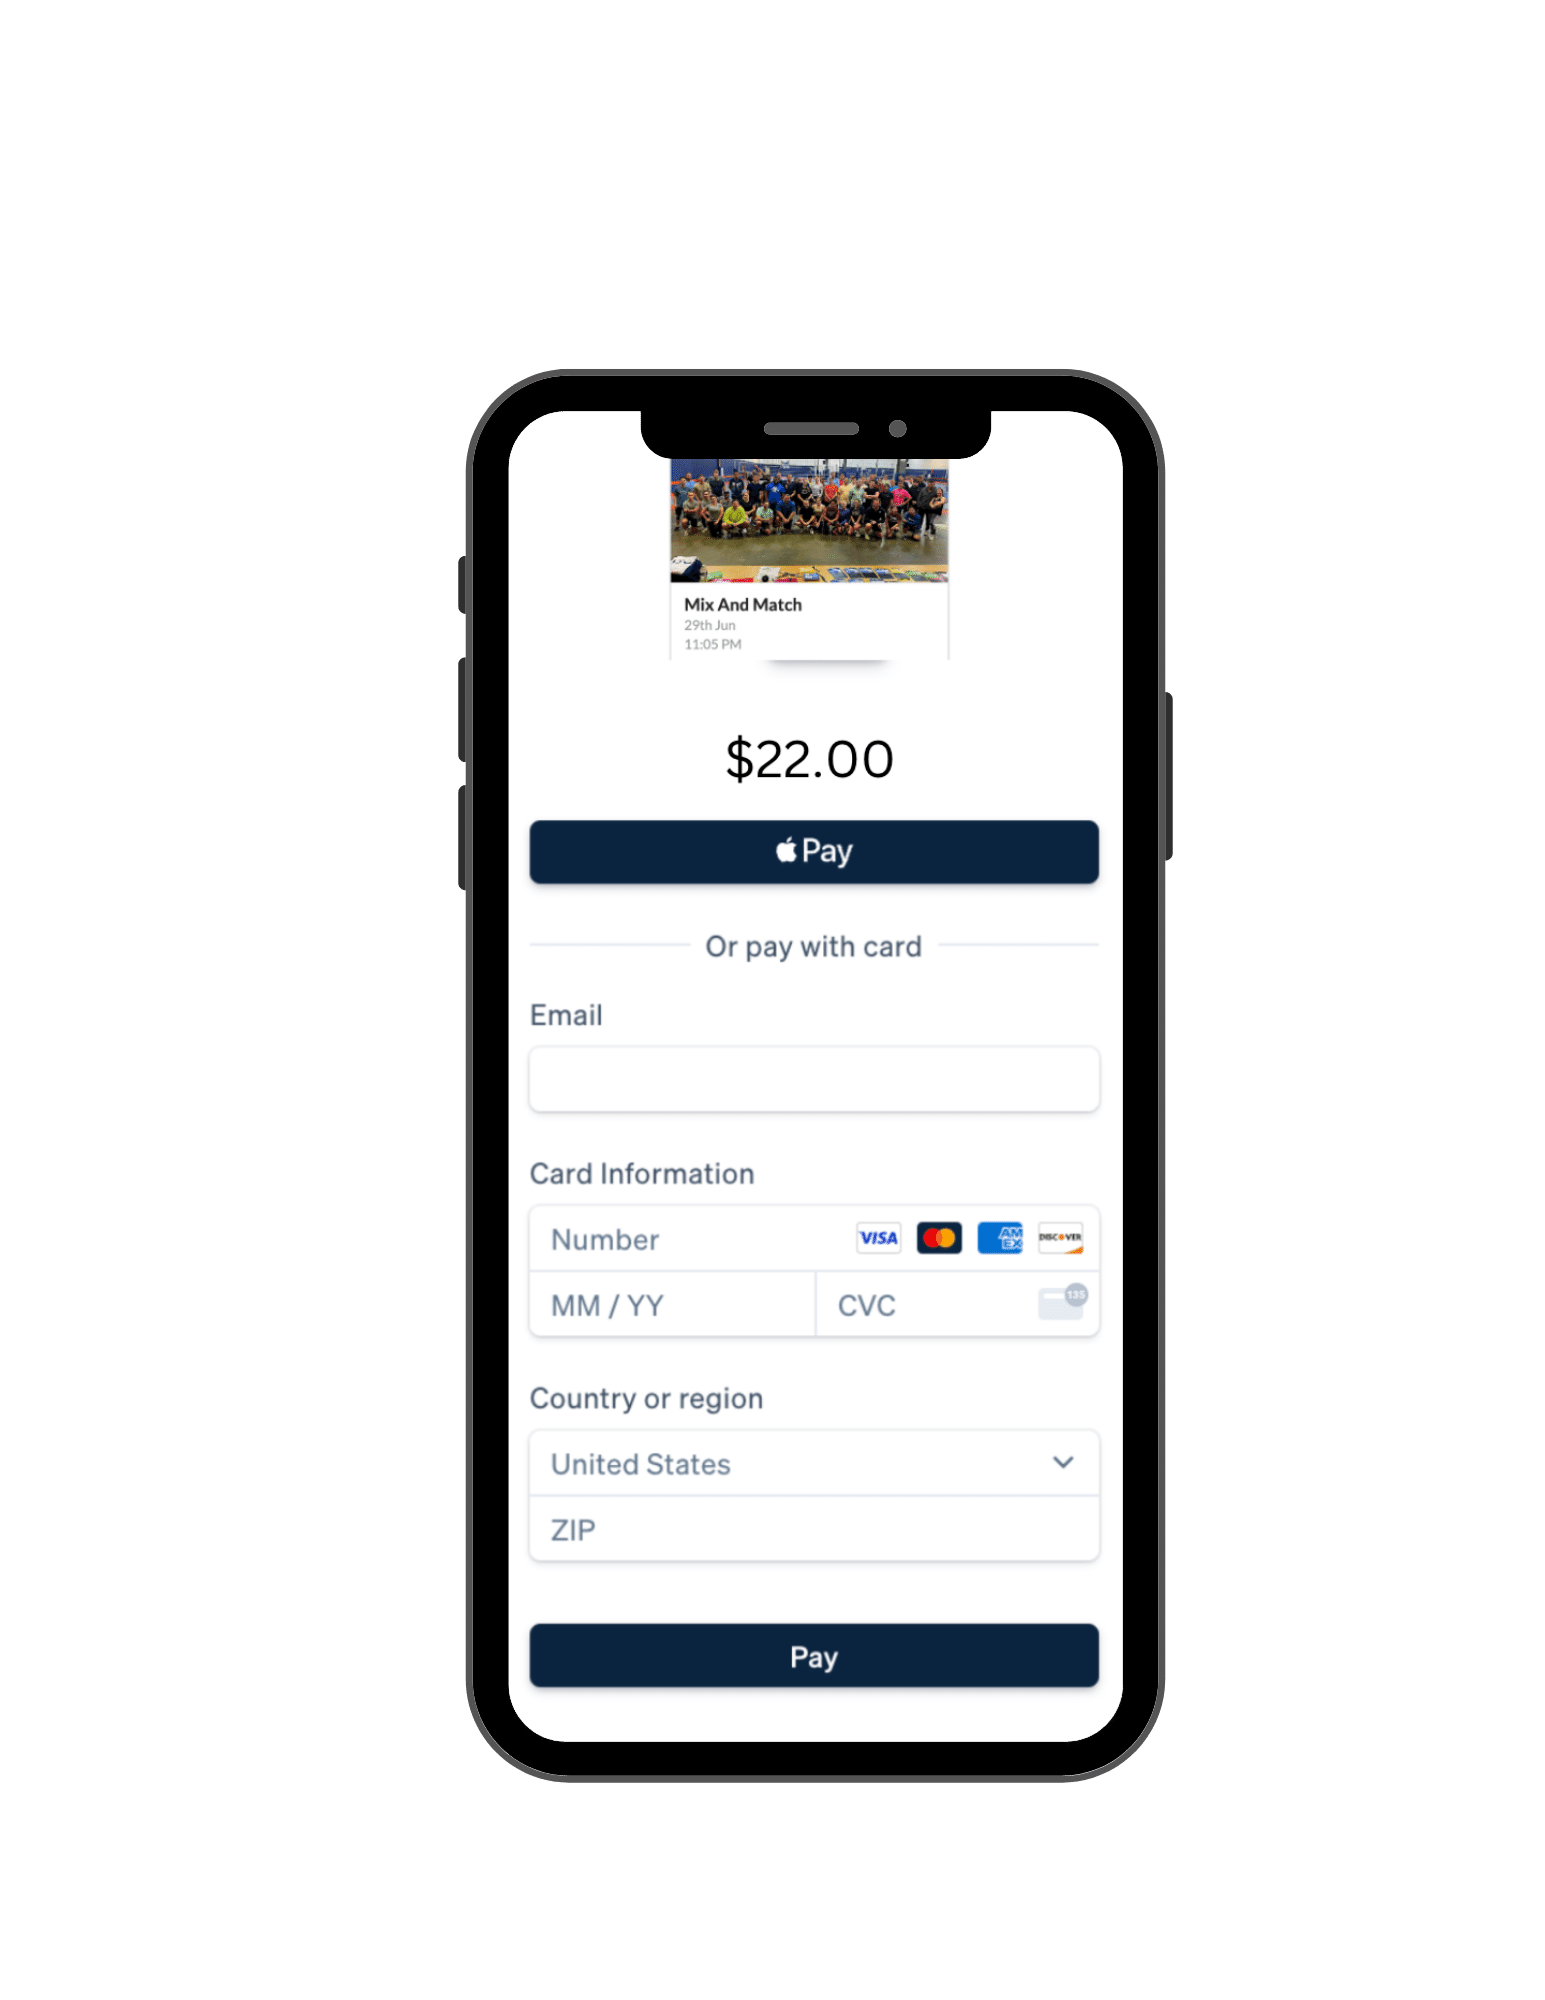 Mix And Match
29th Jun
11:05 PM
$22.00
Pay
Or pay with card
Email
Card Information
Number VISA AMEX DISCOVER
MM / YY CVC 135
Country or region
United States
ZIP
Pay